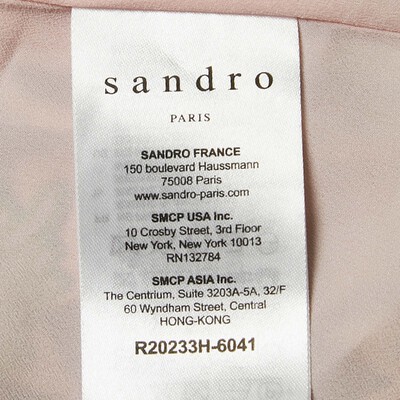 sandro
PARIS
SANDRO FRANCE
150 boulevard Haussmann
75008 Paris
www.sandro-paris.com
SMCP USA Inc.
10 Crosby Street, 3rd Floor
New York, New York 10013
RN132784
SMCP ASIA Inc.
The Centrium, Suite 3203A-5A, 32/F
60 Wyndham Street, Central
HONG-KONG
R20233H-6041